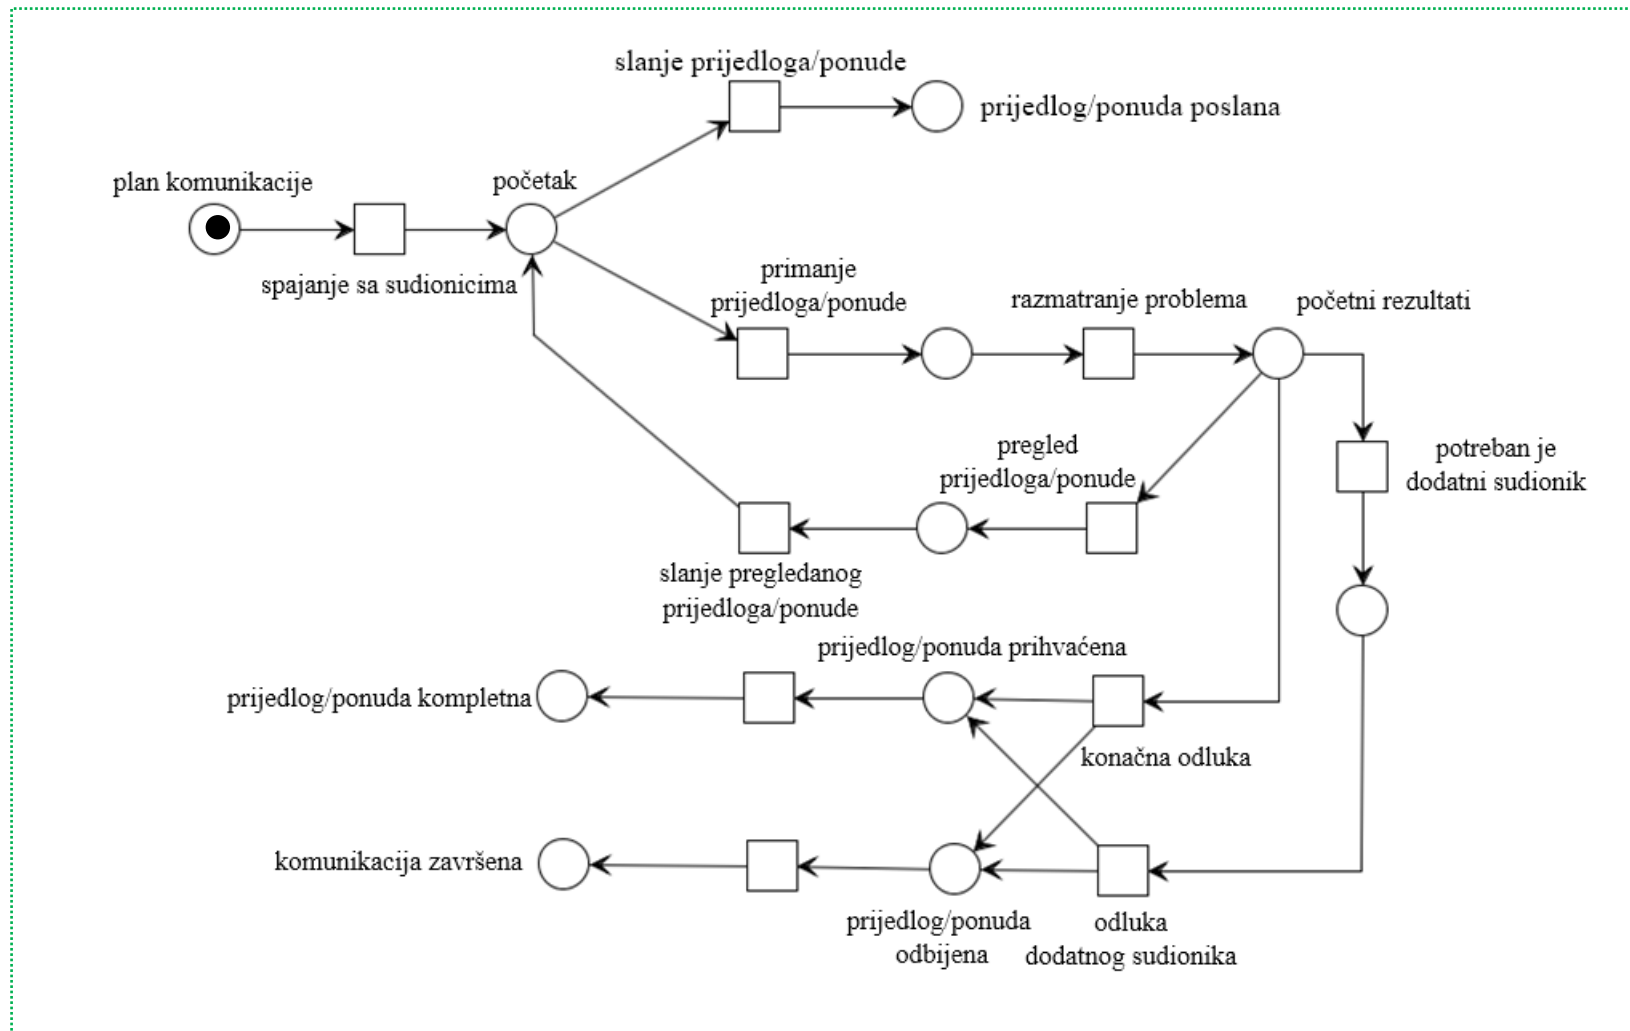 slanje prijedloga/ponude
prijedlog/ponuda poslana
plan komunikacije
početak
spajanje sa sudionicima
primanje
prijedloga/ponude
razmatranje problema
početni rezultati
pregled
prijedloga/ponude
potreban je
dodatni sudionik
slanje pregledanog
prijedloga/ponude
prijedlog/ponuda prihvaćena
prijedlog/ponuda kompletna
konačna odluka
komunikacija završena
prijedlog/ponuda
odbijena
odluka
dodatnog sudionika